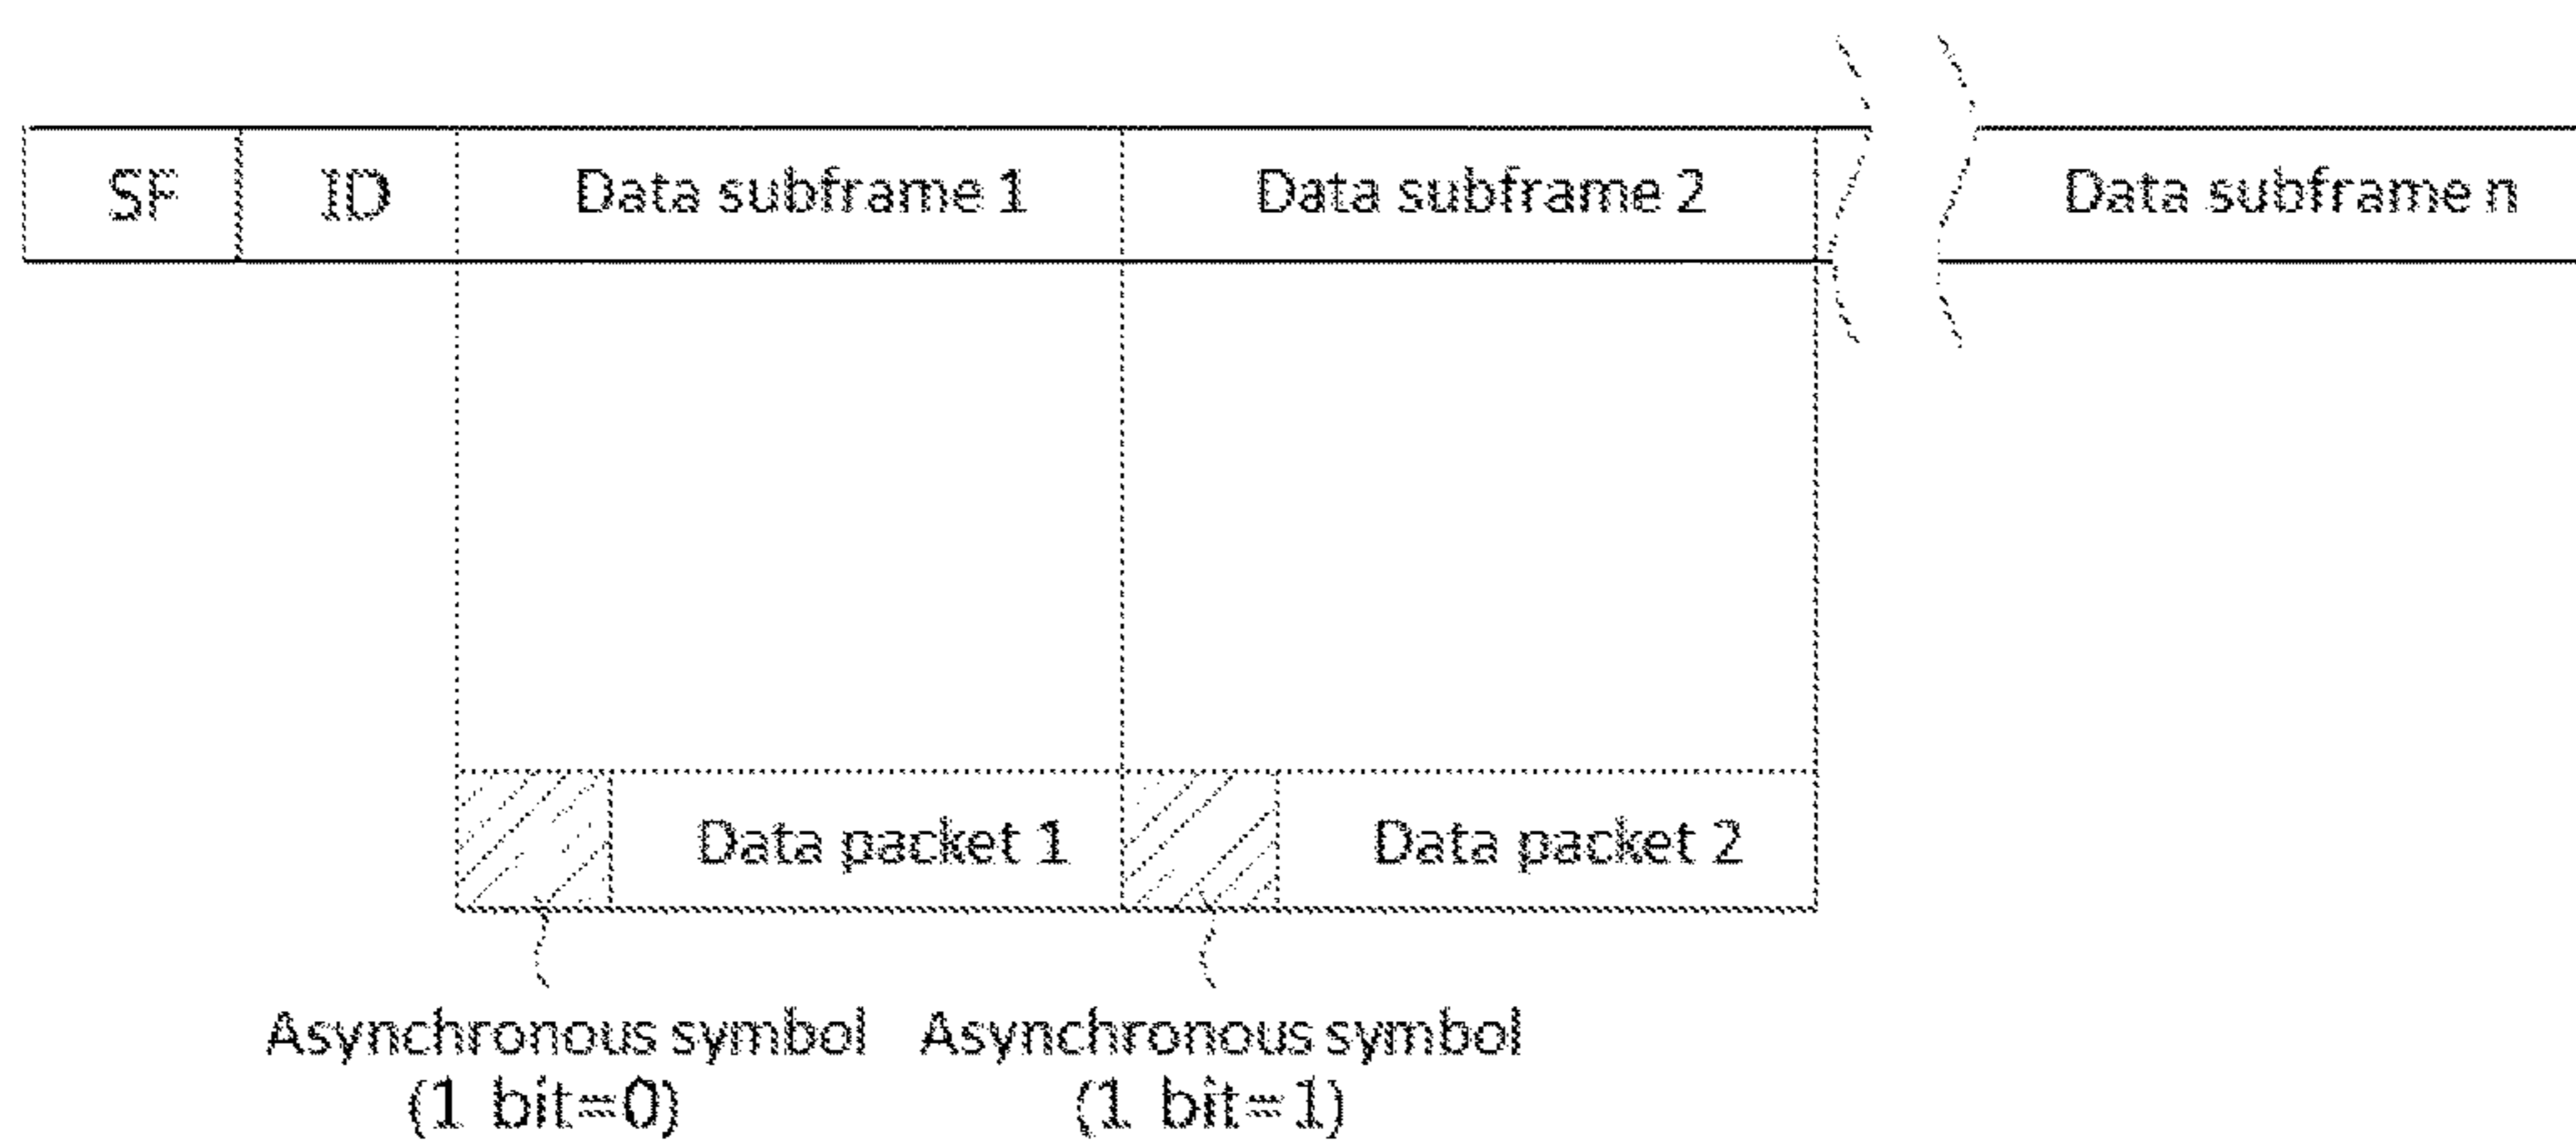 SF ID Data subframe 1 Data subframe 2 Data subframe n
Data packet 1 Data packet 2
Asynchronous symbol Asynchronous symbol
(1 bit=0) (1 bit=1)